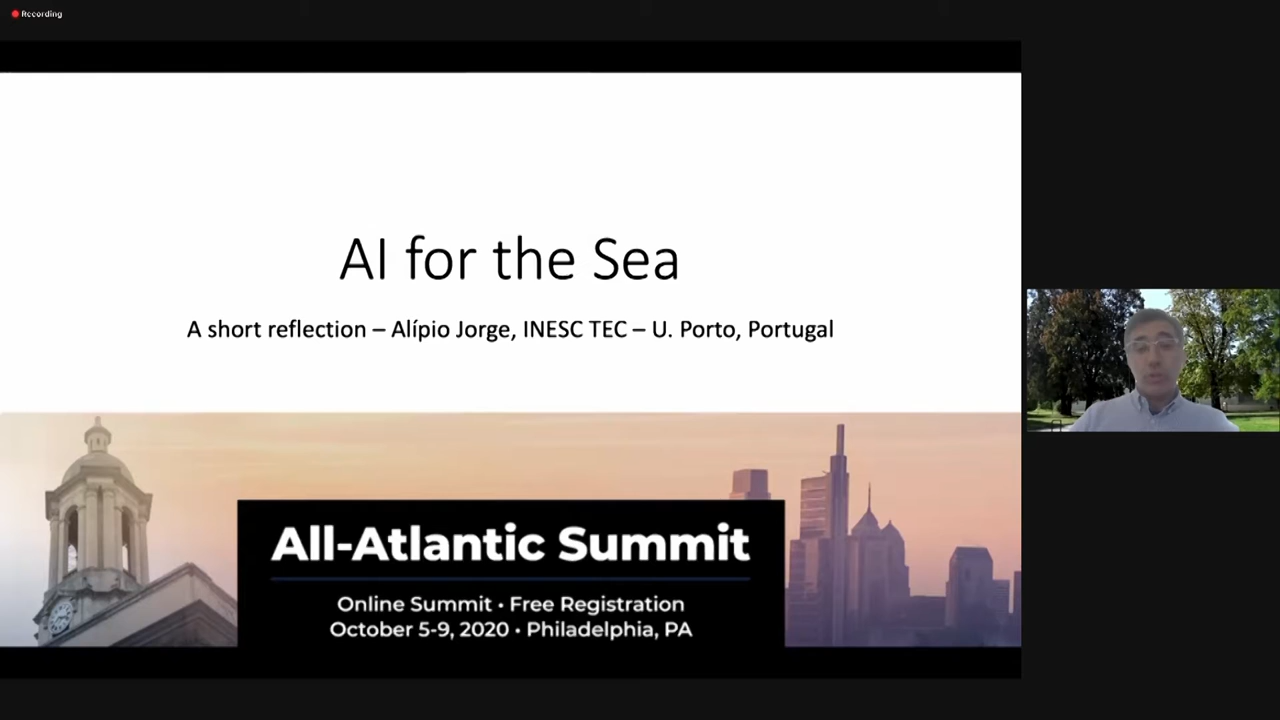 Recording
AI for the Sea
A short reflection – Alípio Jorge, INESC TEC – U. Porto, Portugal
All-Atlantic Summit
Online Summit • Free Registration
October 5-9, 2020 • Philadelphia, PA